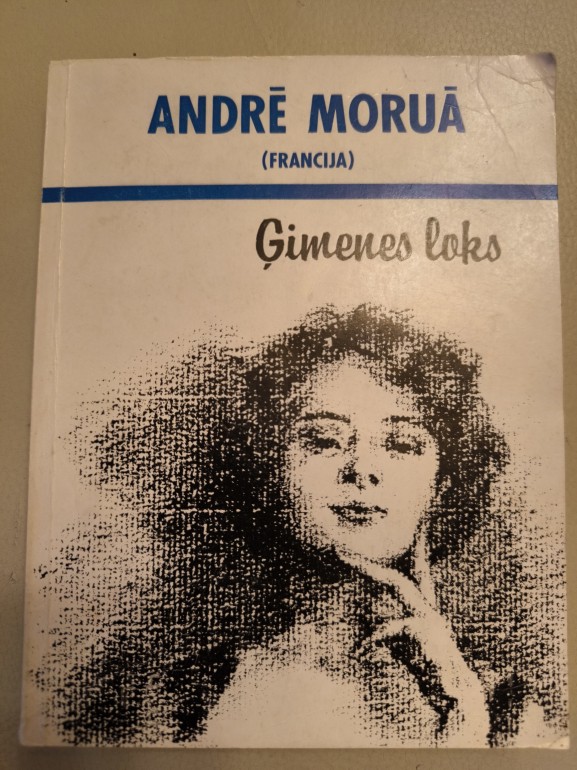 ANDRĒ MORUĀ
(FRANCIJA)
Ģimenes loks